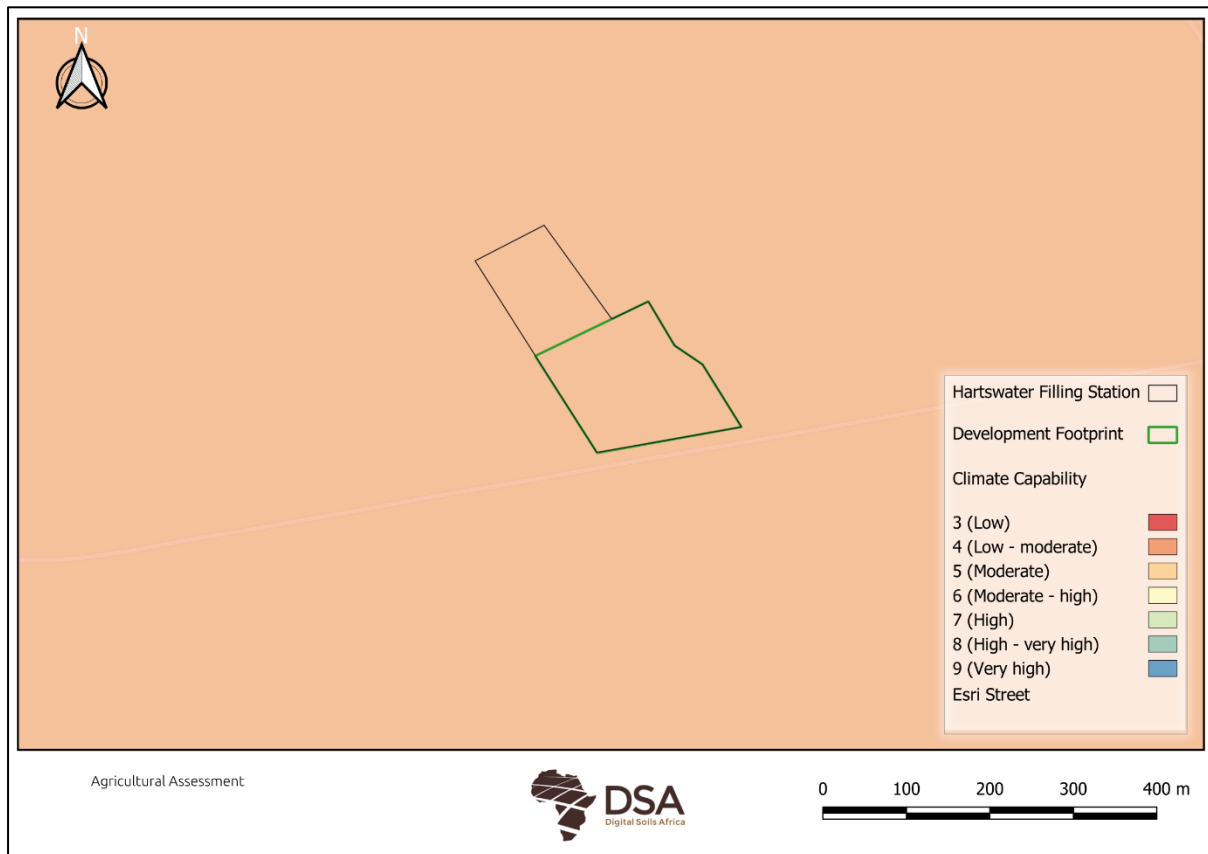 N
Hartswater Filling Station
Development Footprint
Climate Capability
3 (Low)
4 (Low - moderate)
5 (Moderate)
6 (Moderate - high)
7 (High)
8 (High - very high)
9 (Very high)
Esri Street
Agricultural Assessment
DSA
Digital Soils Africa
0 100 200 300 400 m